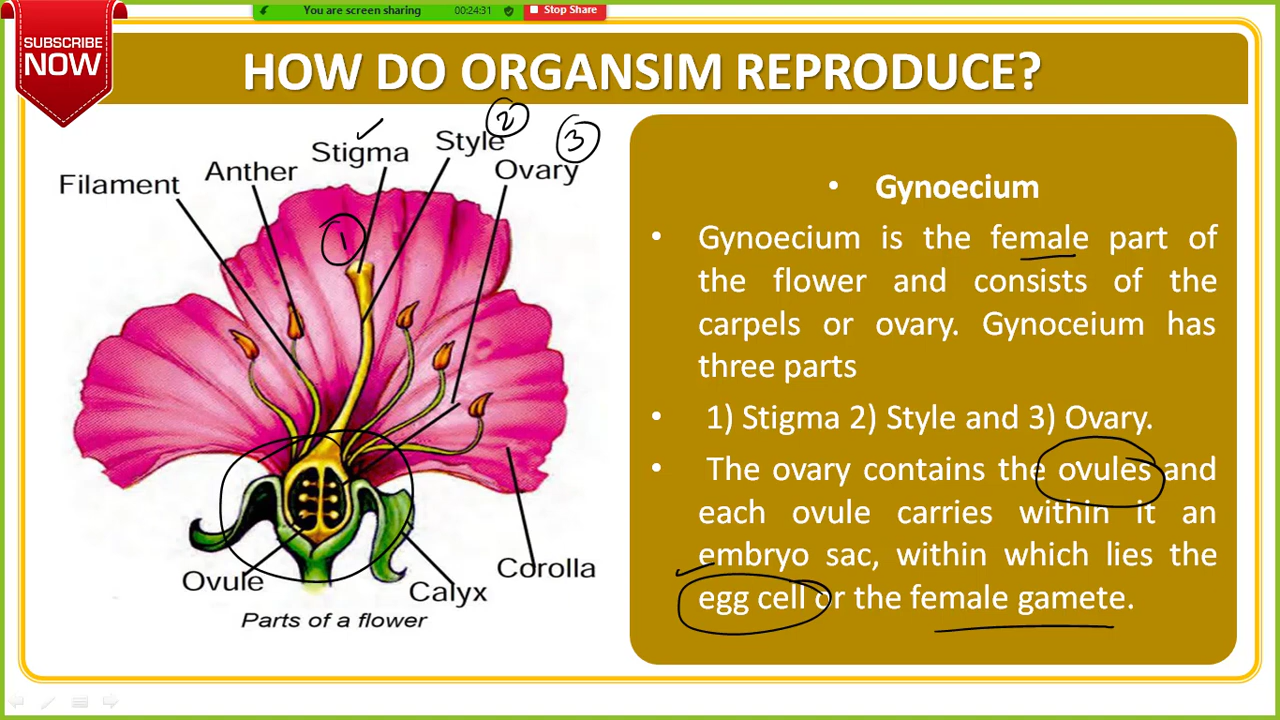 You are screen sharing 00:24:31 Stop Share
SUBSCRIBE
NOW
HOW DO ORGANSIM REPRODUCE?
2
3
Stigma
Style
Ovary
Anther
Filament
1
Ovule
Calyx
Corolla
Parts of a flower
• Gynoecium
• Gynoecium is the female part of
the flower and consists of the
carpels or ovary. Gynoceium has
three parts
• 1) Stigma 2) Style and 3) Ovary.
• The ovary contains the ovules and
each ovule carries within it an
embryo sac, within which lies the
egg cell or the female gamete.